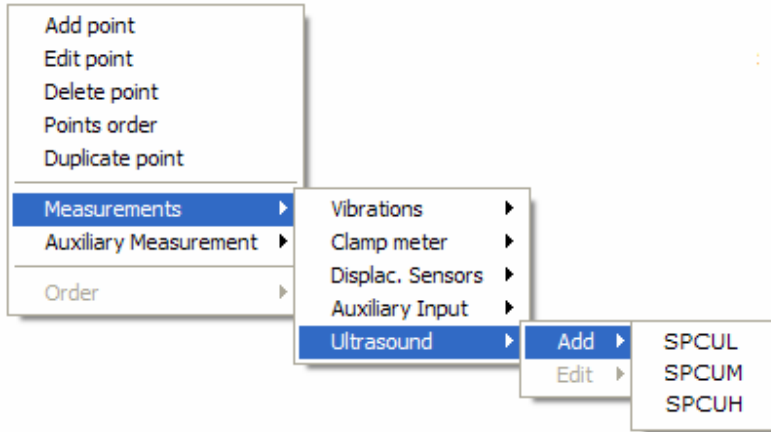 Add point
Edit point
Delete point
Points order
Duplicate point
Measurements
Auxiliary Measurement
Order
Vibrations
Clamp meter
Displac. Sensors
Auxiliary Input
Ultrasound
Add
Edit
SPCUL
SPCUM
SPCUH